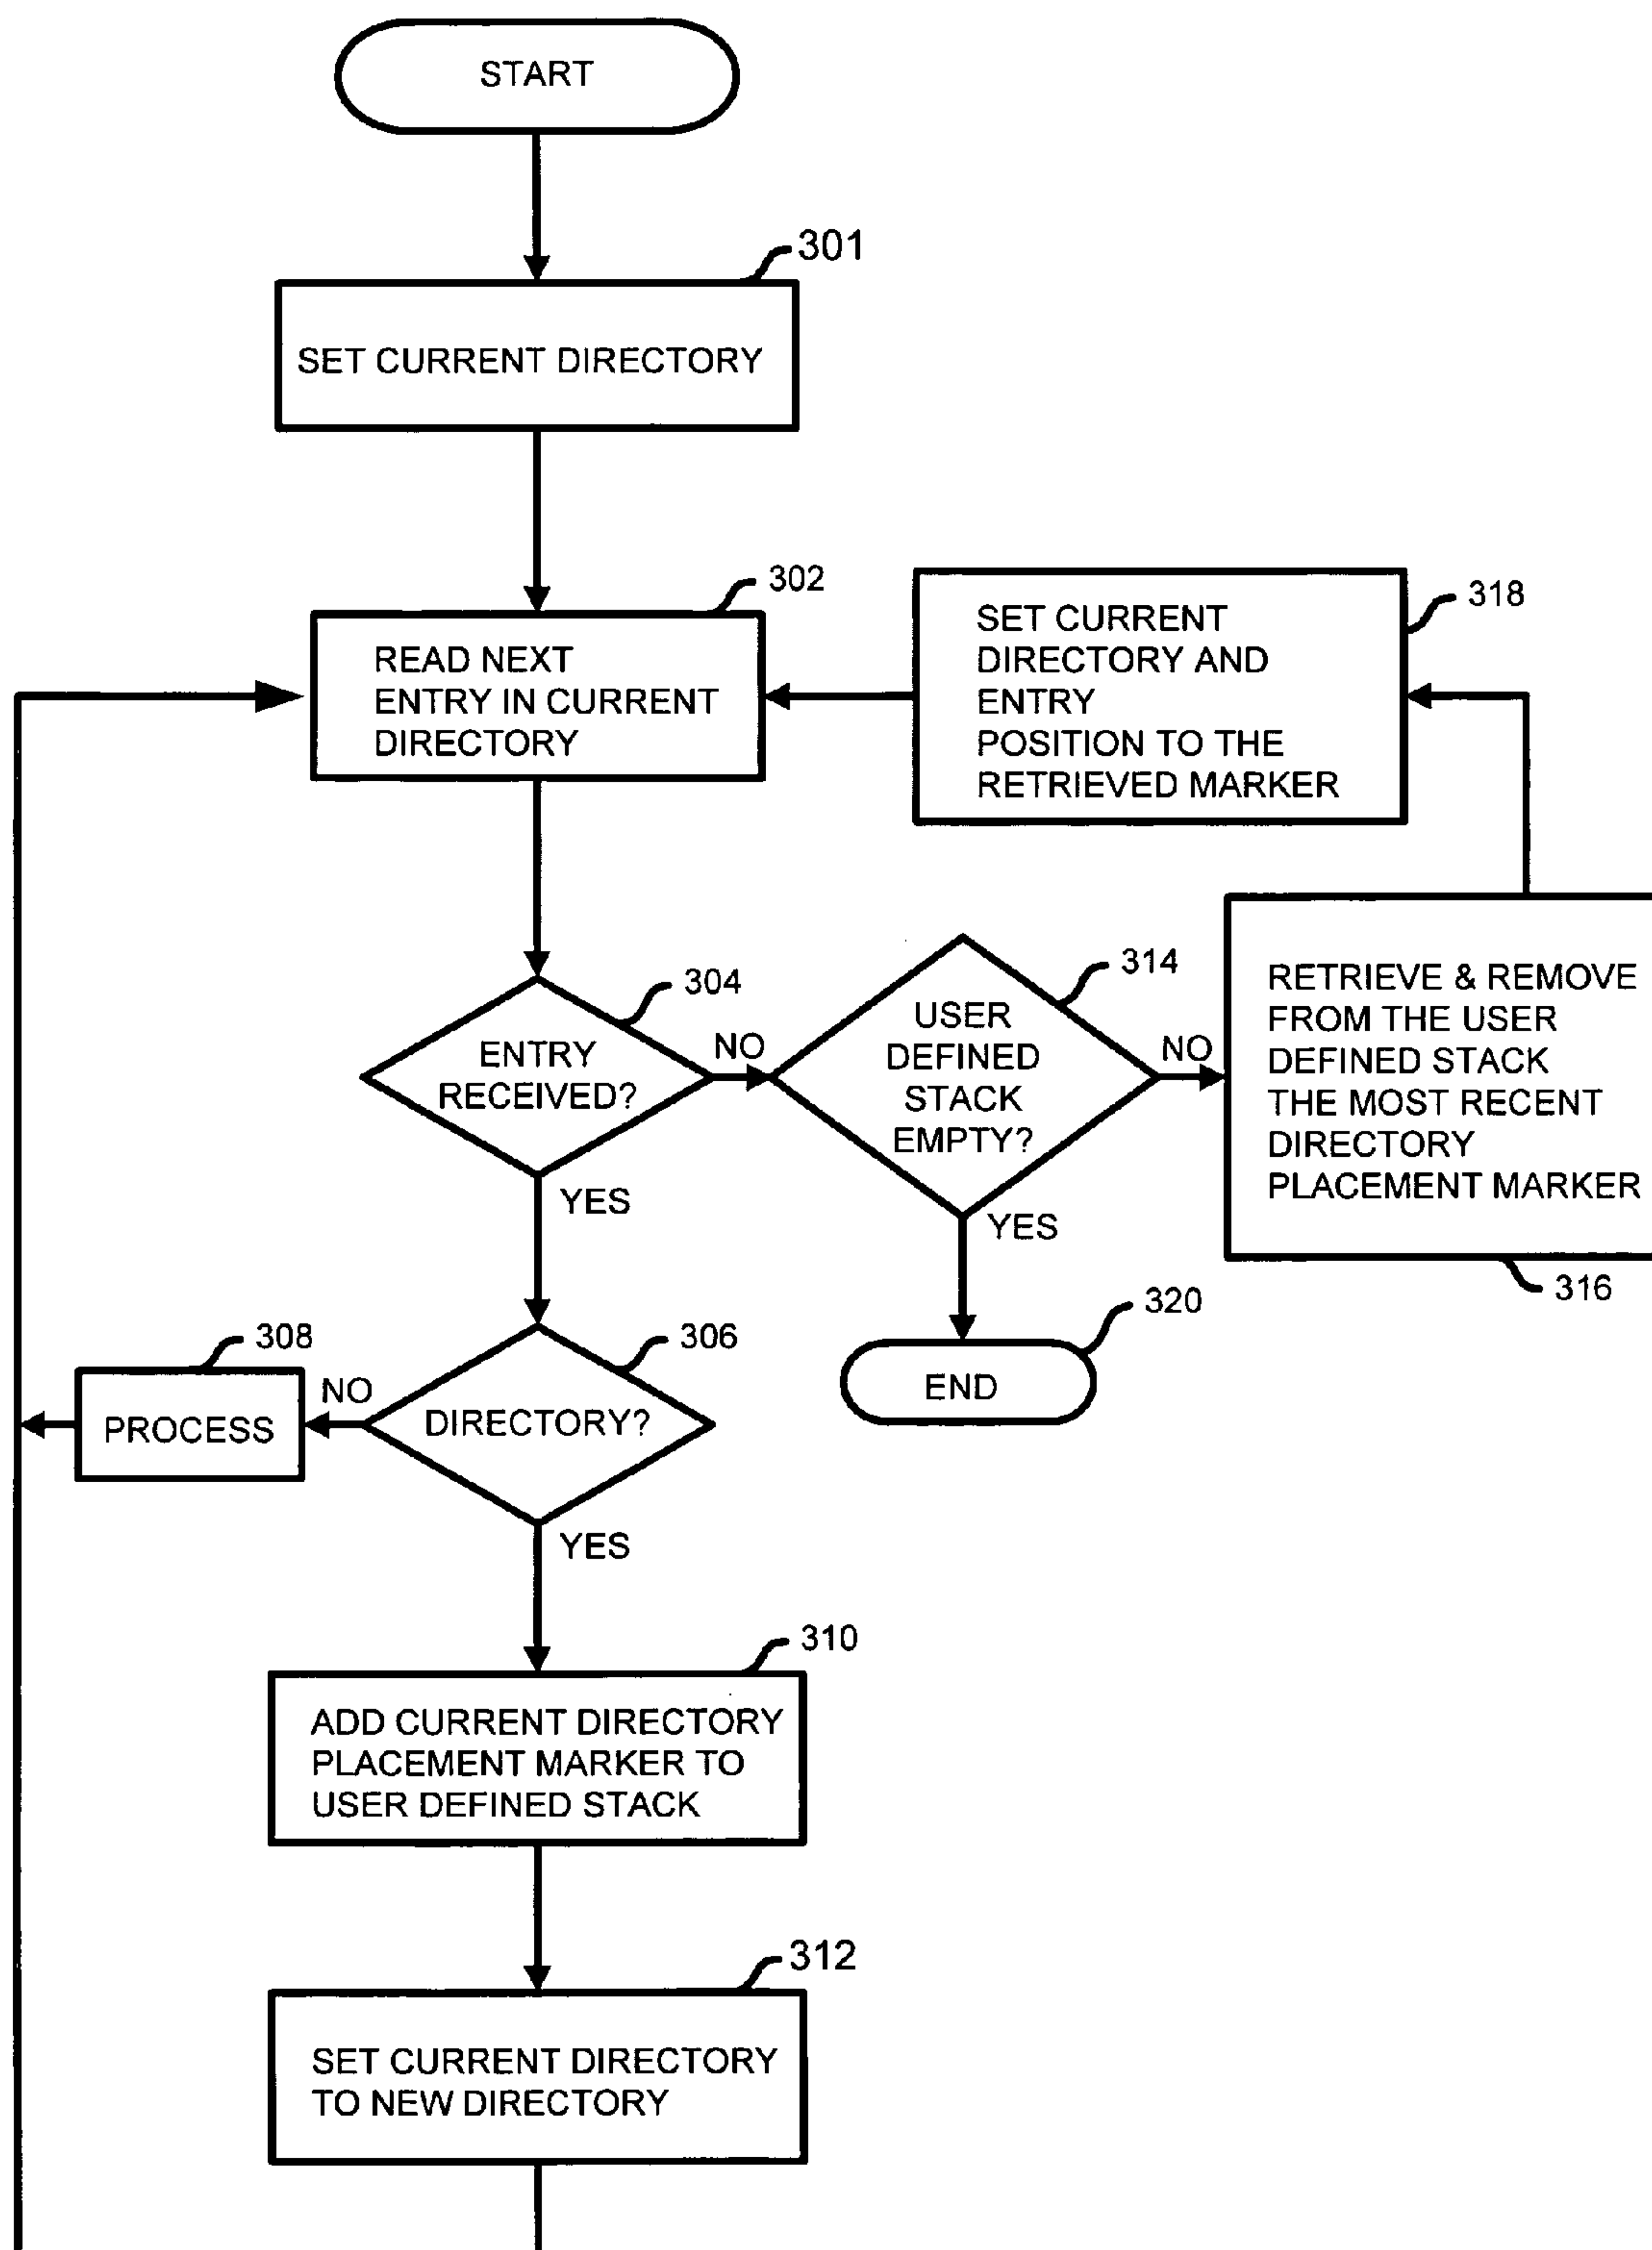 START
301
SET CURRENT DIRECTORY
302
READ NEXT
ENTRY IN CURRENT
DIRECTORY
318
SET CURRENT
DIRECTORY AND
ENTRY
POSITION TO THE
RETRIEVED MARKER
304
ENTRY
RECEIVED?
NO
YES
314
USER
DEFINED
STACK
EMPTY?
NO
YES
RETRIEVE & REMOVE
FROM THE USER
DEFINED STACK
THE MOST RECENT
DIRECTORY
PLACEMENT MARKER
316
320
END
306
DIRECTORY?
NO
308
PROCESS
YES
310
ADD CURRENT DIRECTORY
PLACEMENT MARKER TO
USER DEFINED STACK
312
SET CURRENT DIRECTORY
TO NEW DIRECTORY